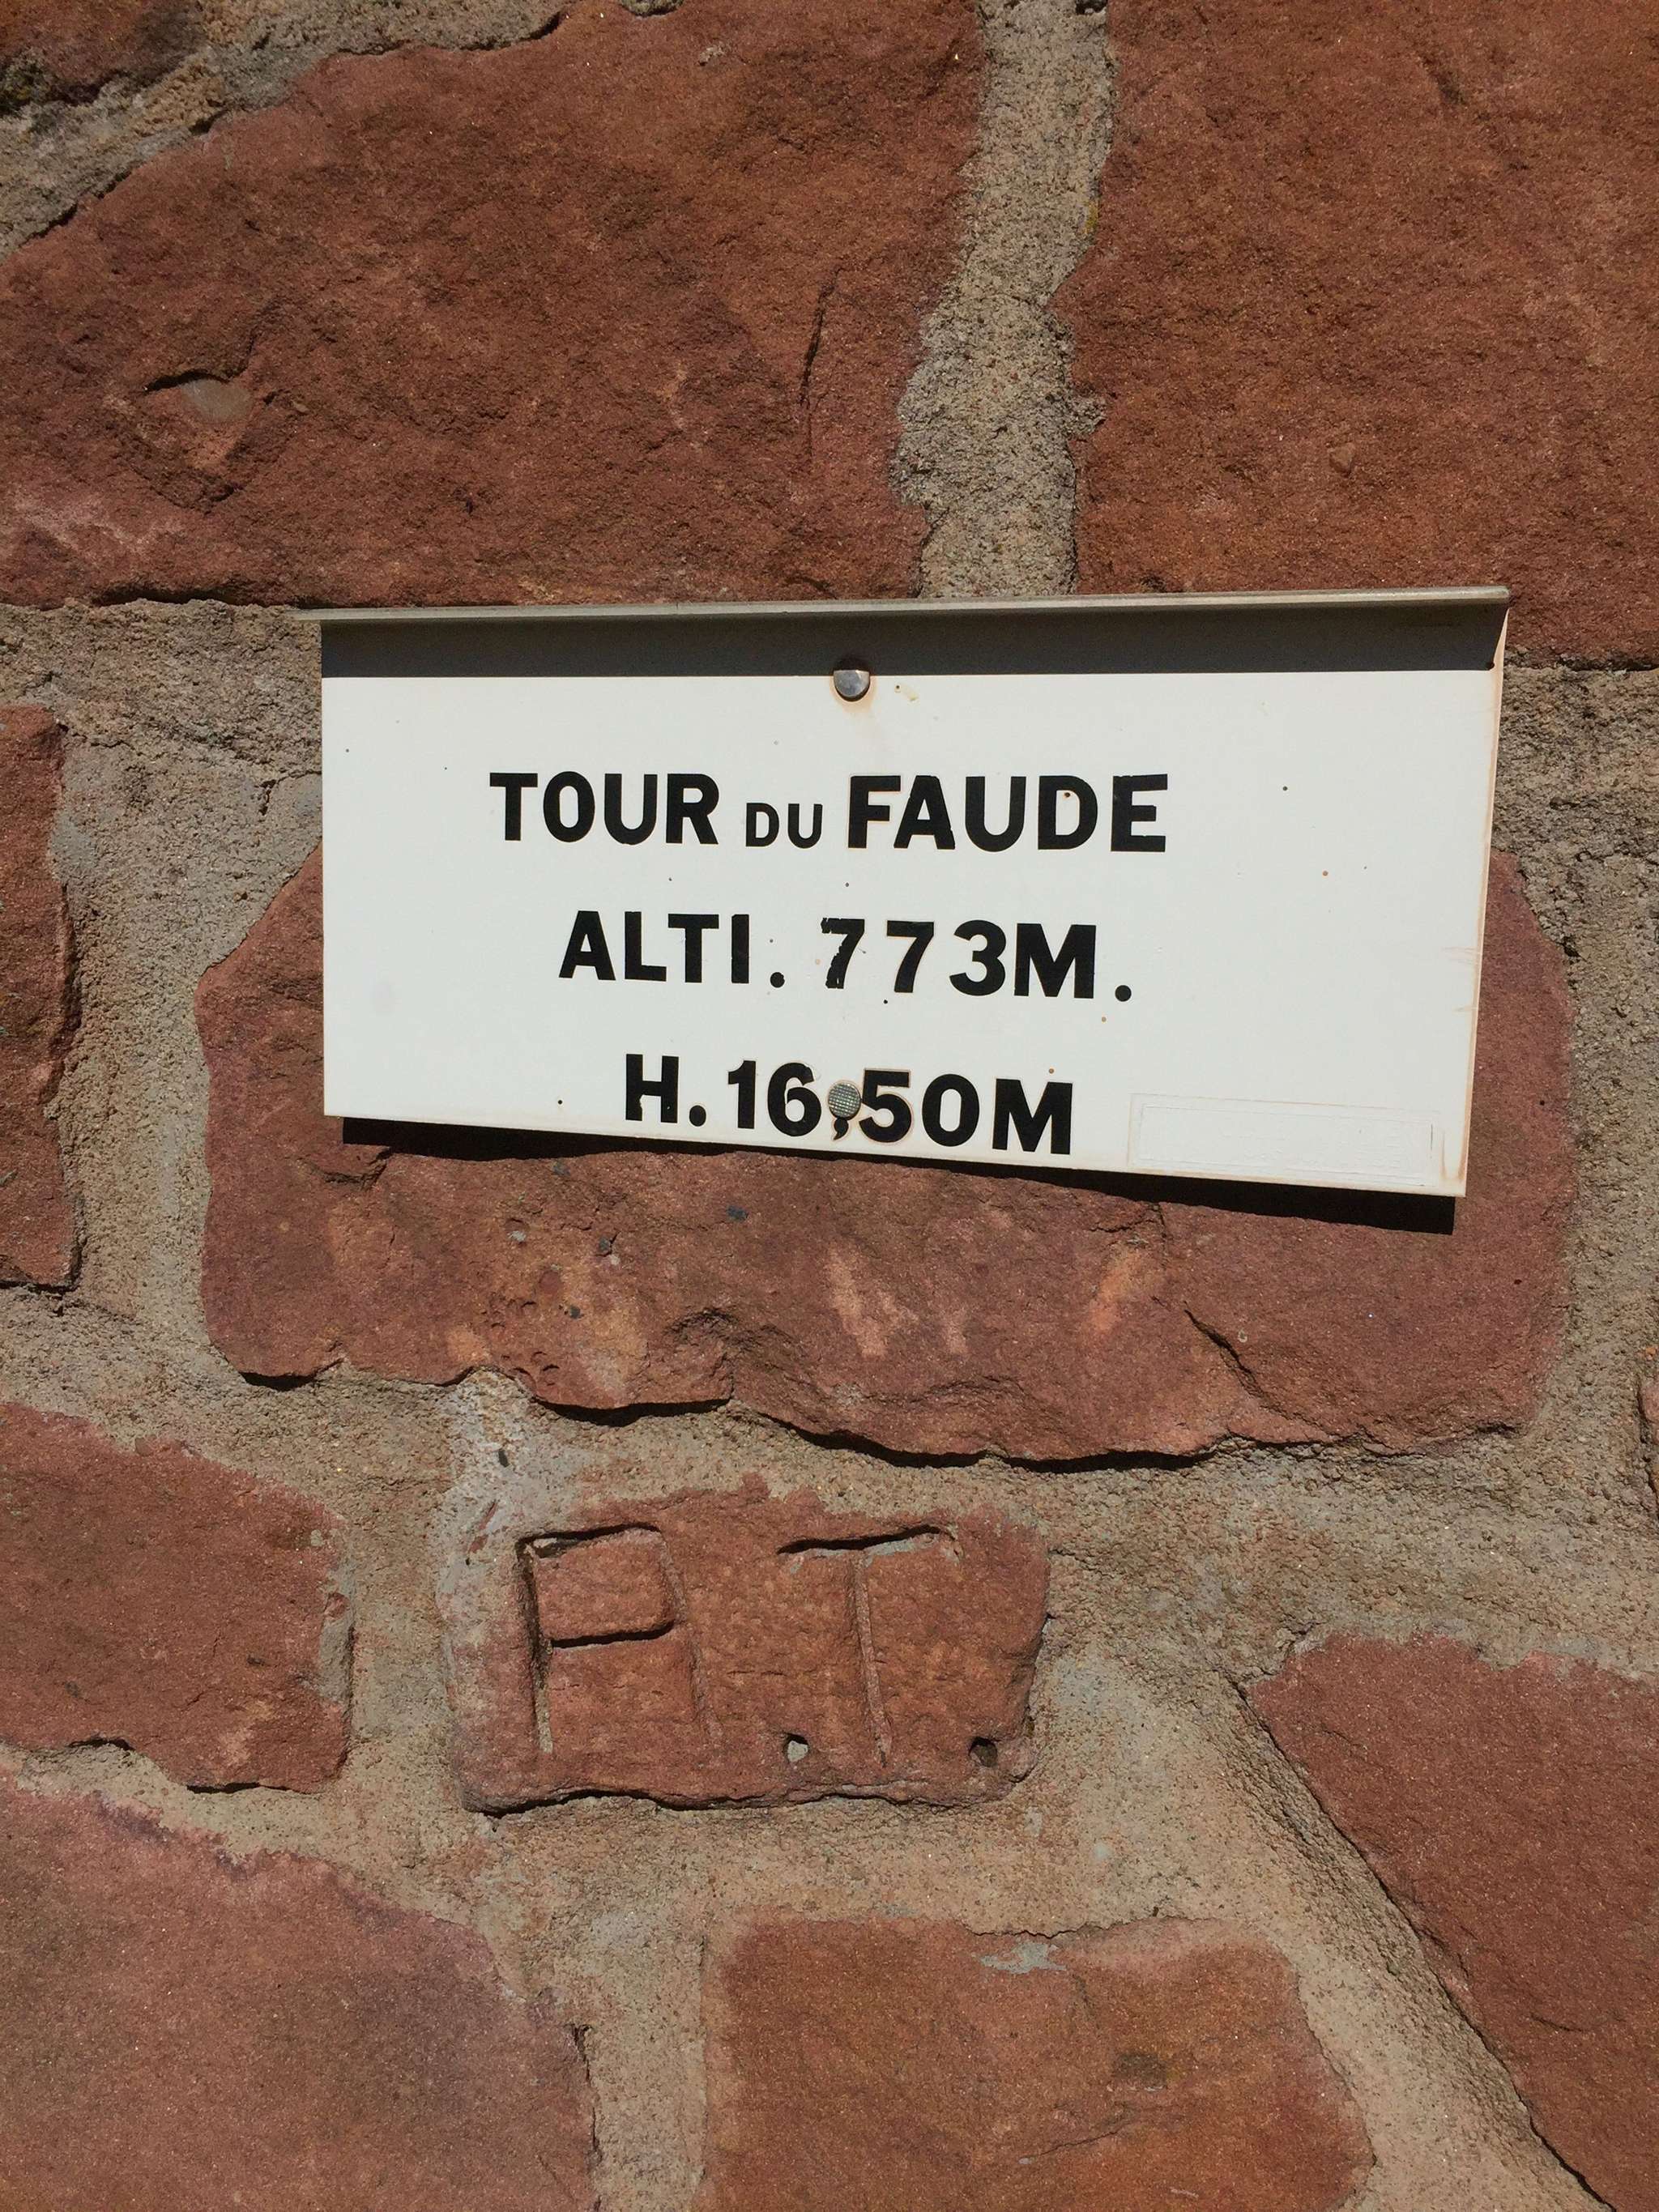 TOUR DU FAUDE
ALTI. 773M.
H. 16,50M
A.T.